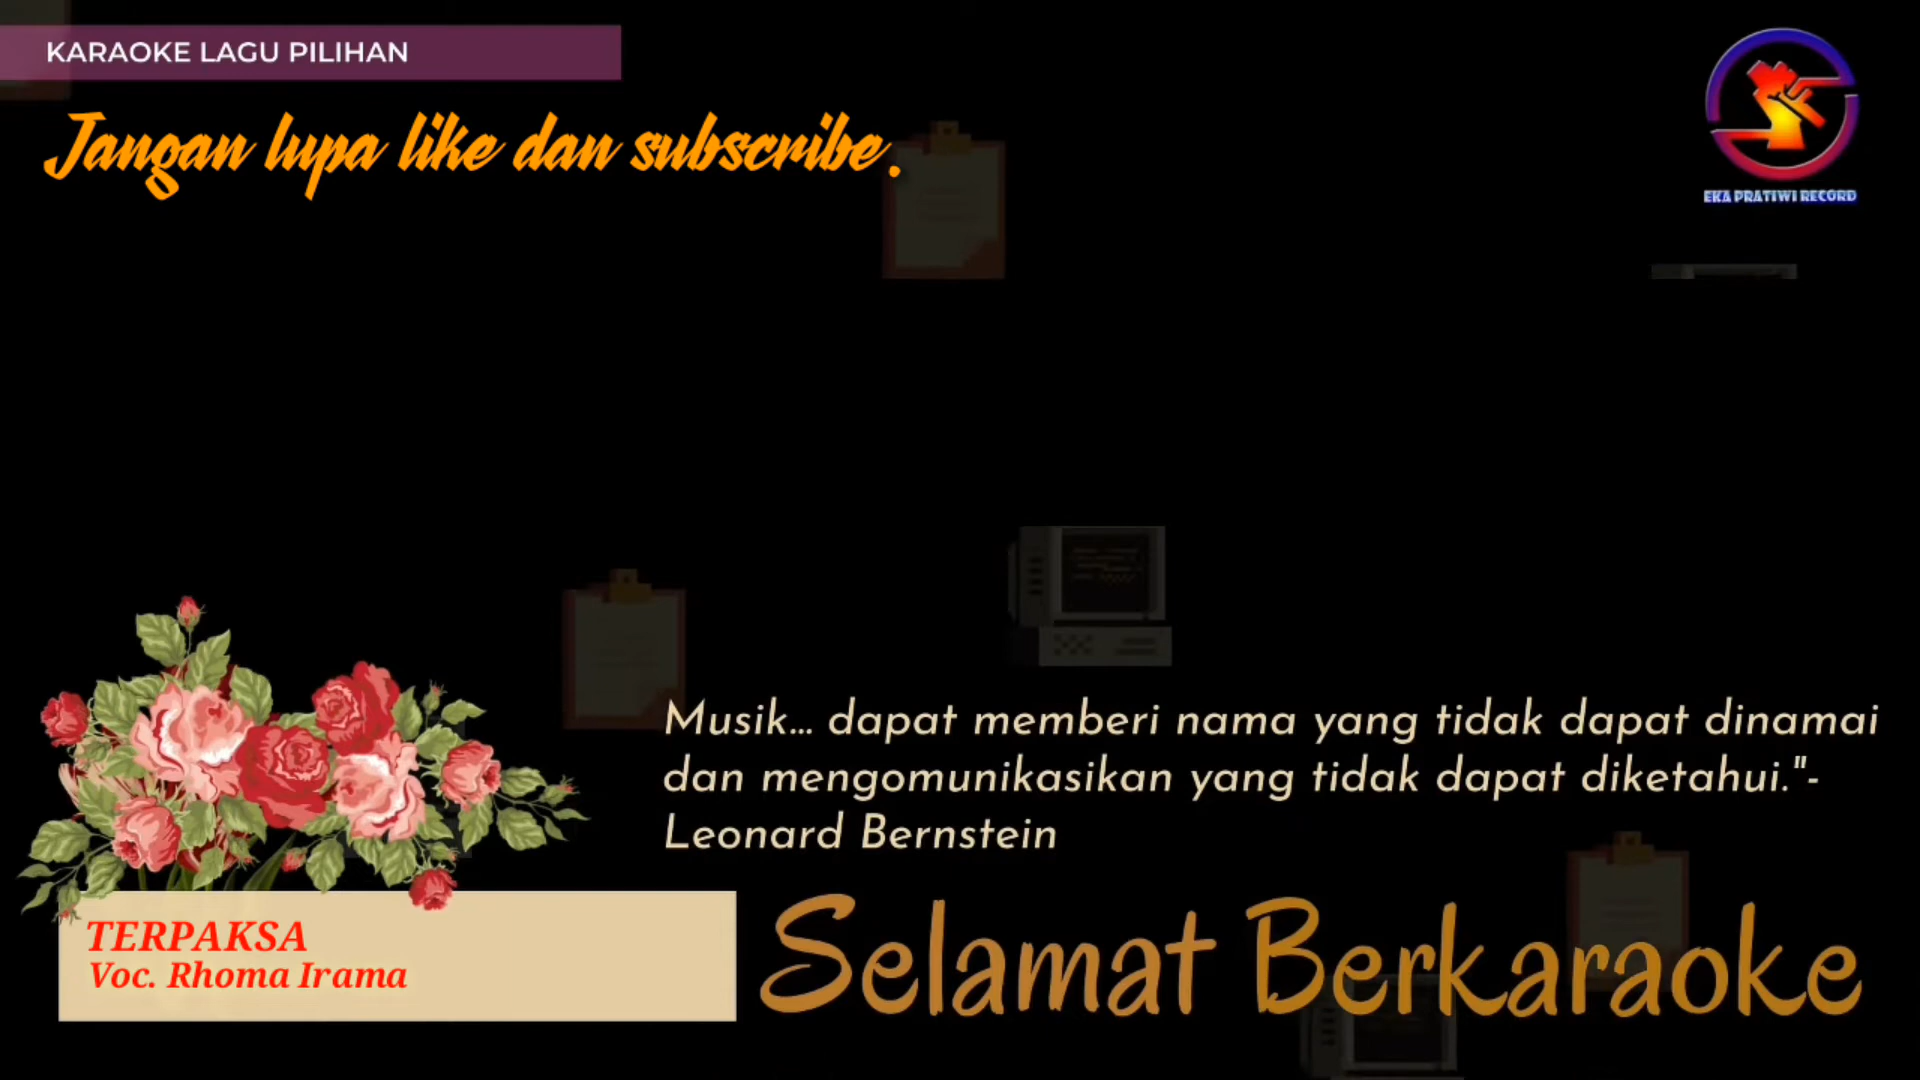 KARAOKE LAGU PILIHAN
Jangan lupa like dan subscribe.
EKA PRATIWI RECORD
Musik... dapat memberi nama yang tidak dapat dinamai
dan mengomunikasikan yang tidak dapat diketahui."-
Leonard Bernstein
TERPAKSA
Voc. Rhoma Irama
Selamat Berkaraoke